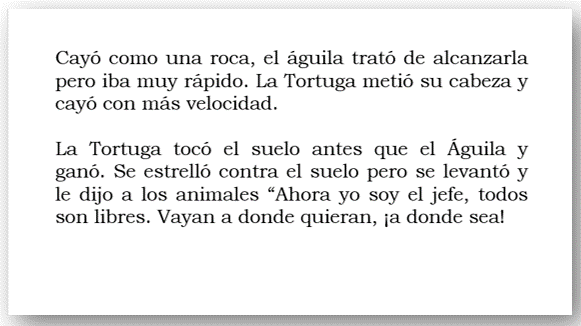 Cayó como una roca, el águila trató de alcanzarla
pero iba muy rápido. La Tortuga metió su cabeza y
cayó con más velocidad.
La Tortuga tocó el suelo antes que el Águila y
ganó. Se estrelló contra el suelo pero se levantó y
le dijo a los animales “Ahora yo soy el jefe, todos
son libres. Vayan a donde quieran, ¡a donde sea!